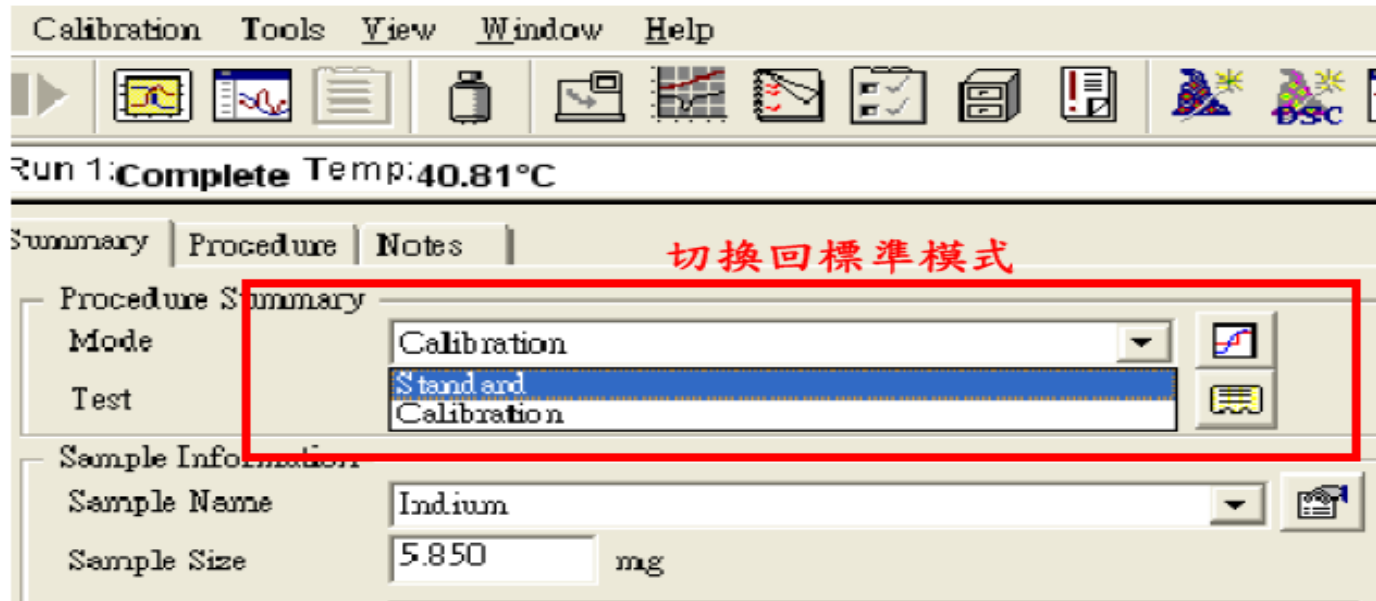 Calibration Tools View Window Help
DSC
Run 1:Complete Temp:40.81°C
Summary Procedure Notes
切換回標準模式
Procedure Summary
Mode Calibration
Standard
Test
Calibration
Sample Information
Sample Name Indium
Sample Size 5.850 mg